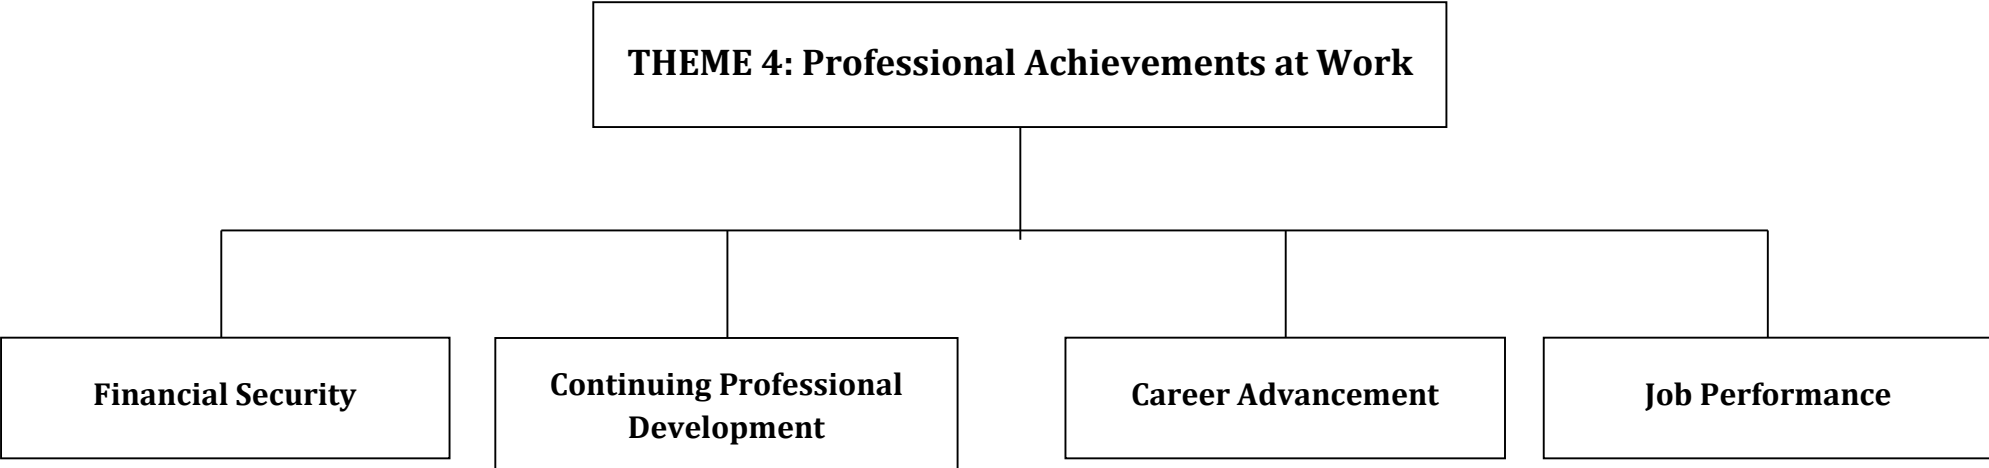 THEME 4: Professional Achievements at Work
Financial Security
Continuing Professional
Development
Career Advancement
Job Performance